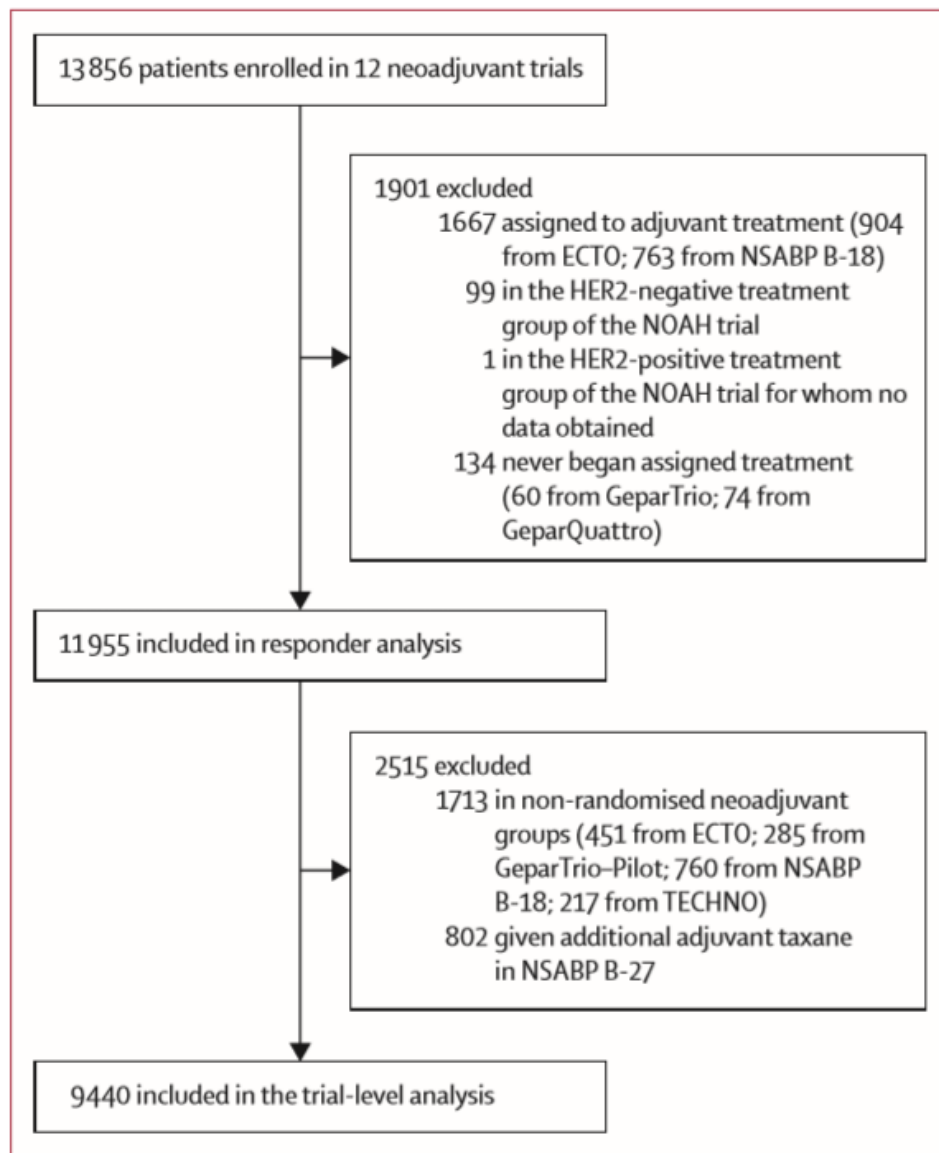 13 856 patients enrolled in 12 neoadjuvant trials
1901 excluded
1667 assigned to adjuvant treatment (904
from ECTO; 763 from NSABP B-18)
99 in the HER2-negative treatment
group of the NOAH trial
1 in the HER2-positive treatment
group of the NOAH trial for whom no
data obtained
134 never began assigned treatment
(60 from GeparTrio; 74 from
GeparQuattro)
11 955 included in responder analysis
2515 excluded
1713 in non-randomised neoadjuvant
groups (451 from ECTO; 285 from
GeparTrio–Pilot; 760 from NSABP
B-18; 217 from TECHNO)
802 given additional adjuvant taxane
in NSABP B-27
9440 included in the trial-level analysis